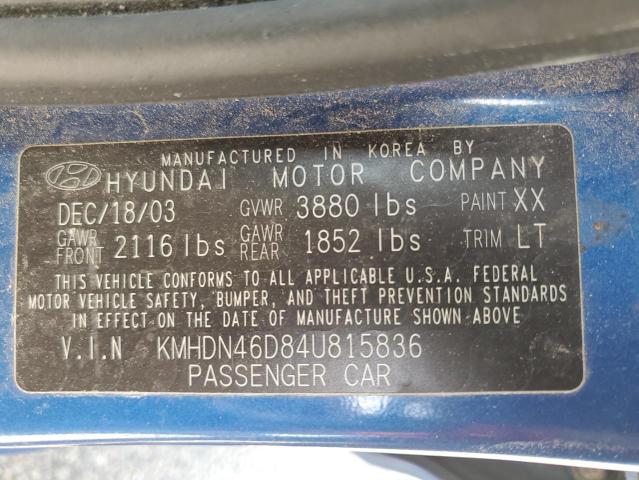 MANUFACTURED IN KOREA BY
HYUNDAI MOTOR COMPANY
DEC/18/03 GVWR 3880 lbs PAINT XX
GAWR FRONT 2116 lbs GAWR REAR 1852 lbs TRIM LT
THIS VEHICLE CONFORMS TO ALL APPLICABLE U.S.A. FEDERAL
MOTOR VEHICLE SAFETY, BUMPER, AND THEFT PREVENTION STANDARDS
IN EFFECT ON THE DATE OF MANUFACTURE SHOWN ABOVE
V.I.N KMHDN46D84U815836
PASSENGER CAR